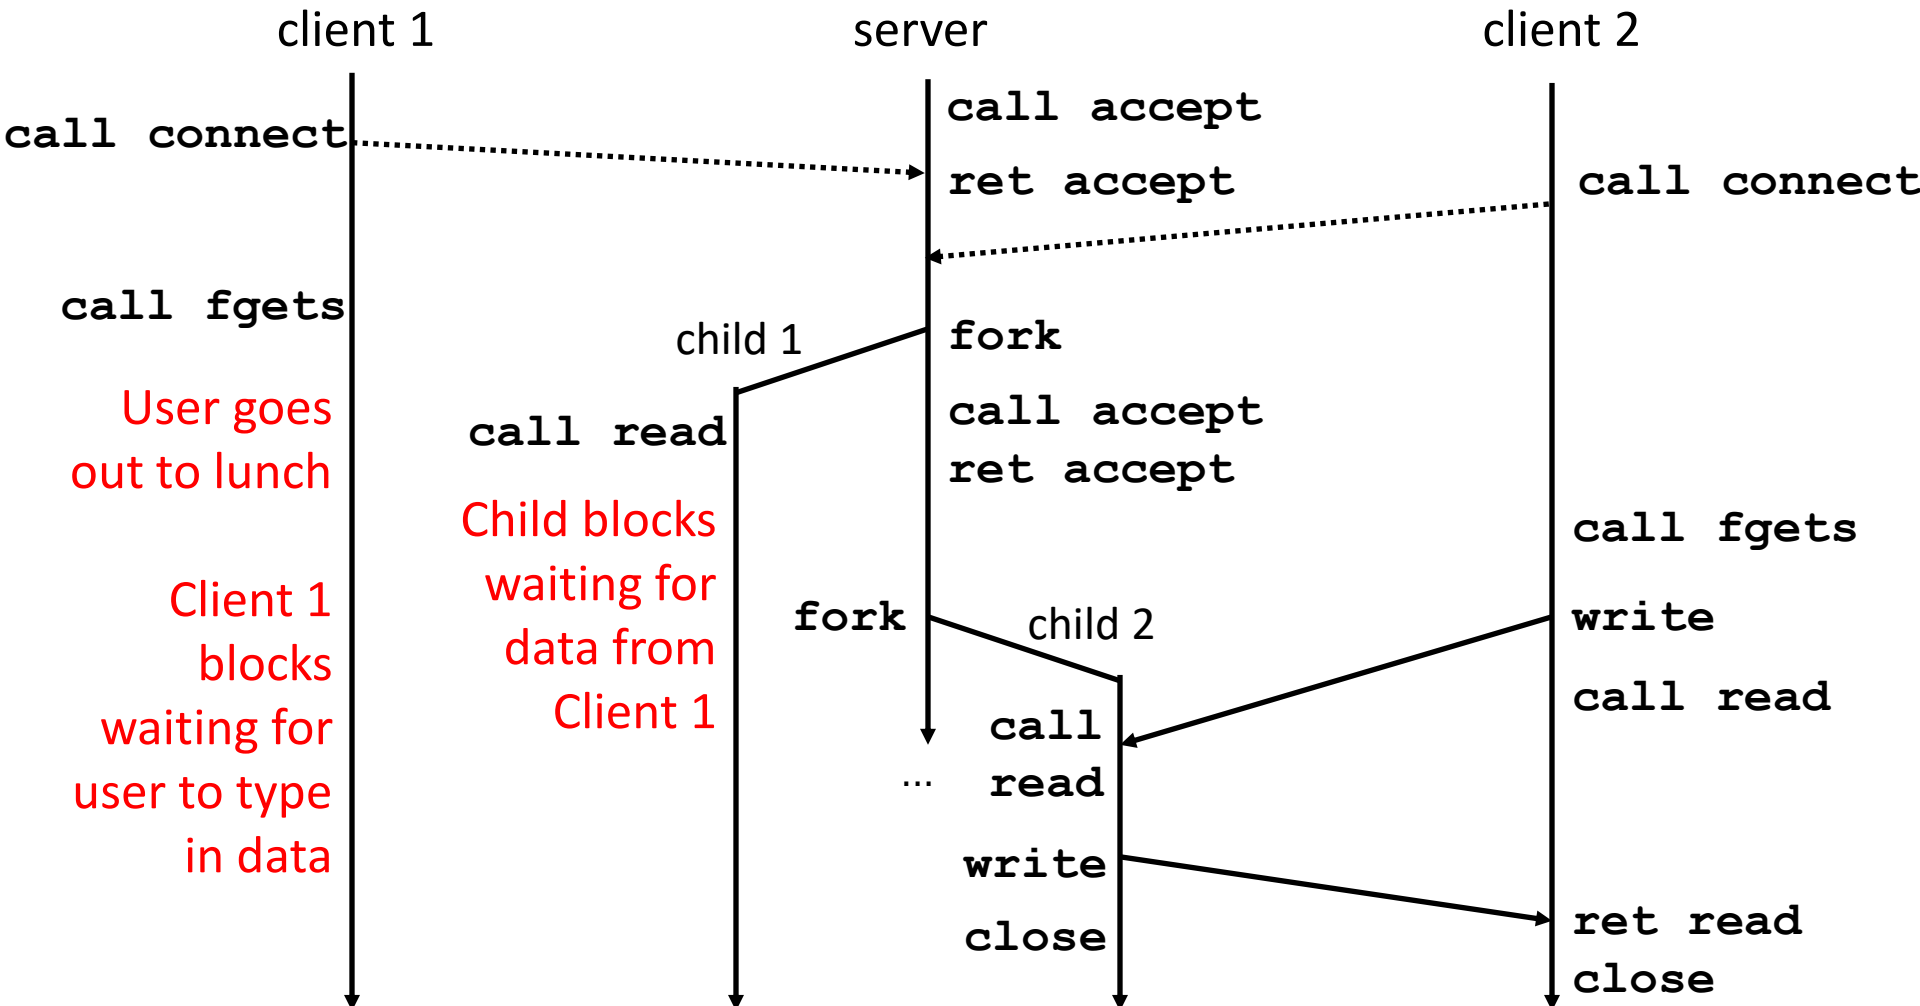 client 1
server
client 2
call connect
call accept
ret accept
call connect
call fgets
child 1
fork
User goes
out to lunch
call read
call accept
ret accept
Child blocks
waiting for
data from
Client 1
call fgets
Client 1
blocks
waiting for
user to type
in data
fork
child 2
write
call read
call
read
...
write
close
ret read
close